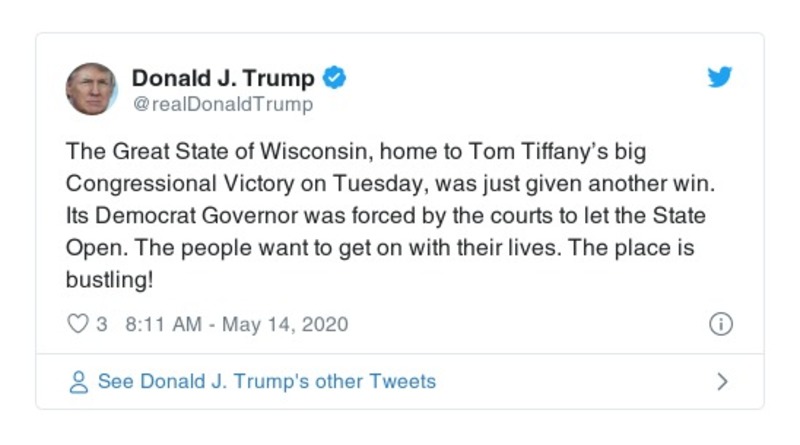 Donald J. Trump
@realDonaldTrump
The Great State of Wisconsin, home to Tom Tiffany’s big
Congressional Victory on Tuesday, was just given another win.
Its Democrat Governor was forced by the courts to let the State
Open. The people want to get on with their lives. The place is
bustling!
3 8:11 AM - May 14, 2020
See Donald J. Trump's other Tweets